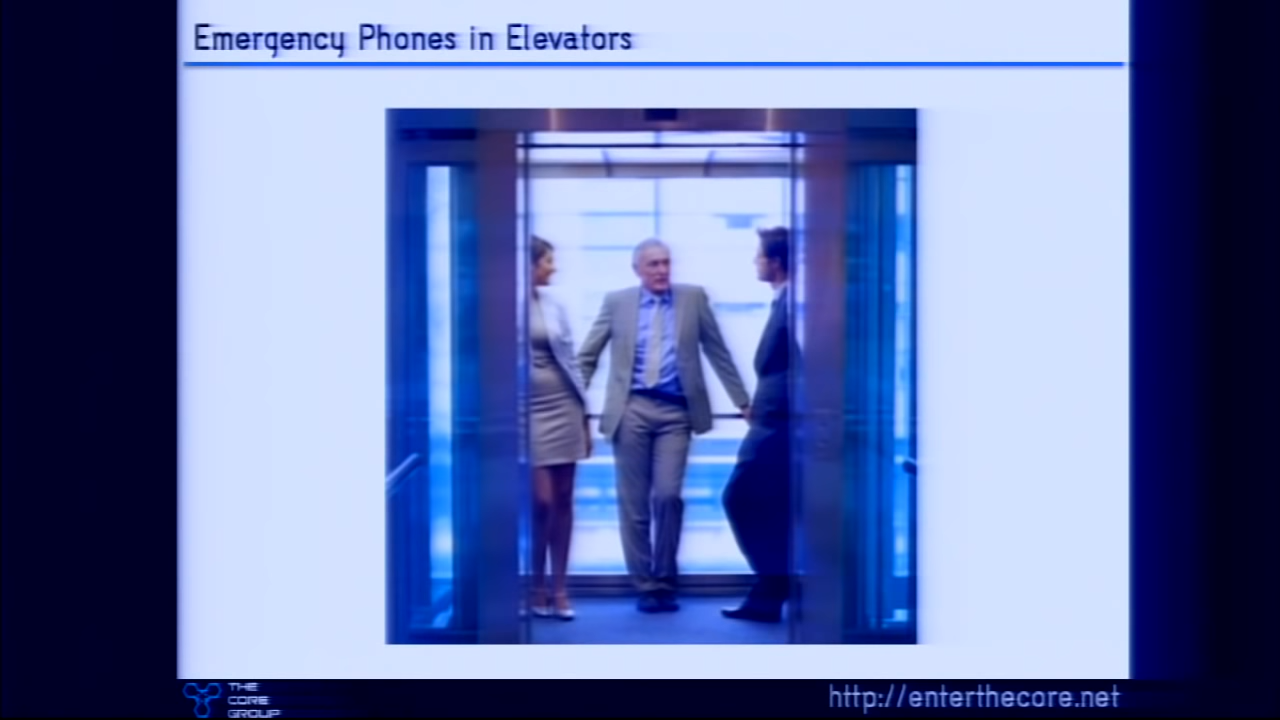 Emergency Phones in Elevators
THE
CORE
GROUP
http://enterthecore.net